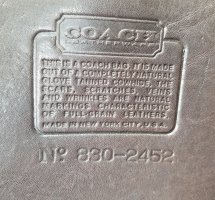 COACH
LEATHERWARE
THIS IS A COACH BAG. IT IS MADE
OUT OF A COMPLETELY NATURAL
GLOVE TANNED COWHIDE. THE
SCARS, SCRATCHES, VEINS
AND WRINKLES ARE NATURAL
MARKINGS CHARACTERISTIC
OF FULL-GRAIN LEATHERS.
MADE IN NEW YORK CITY, U.S.A.
Nº 880-2452